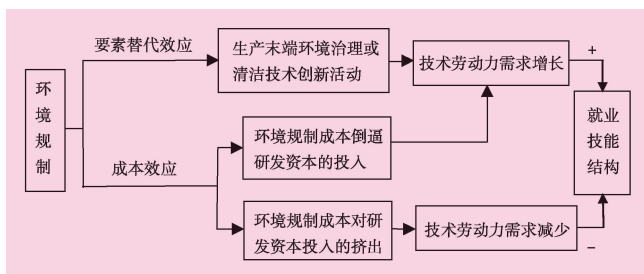 要素替代效应
生产末端环境治理或
清洁技术创新活动
技术劳动力需求增长
+
环境规制
成本效应
环境规制成本倒逼
研发资本的投入
就业
技能
结构
环境规制成本对研
发资本投入的挤出
技术劳动力需求减少
−